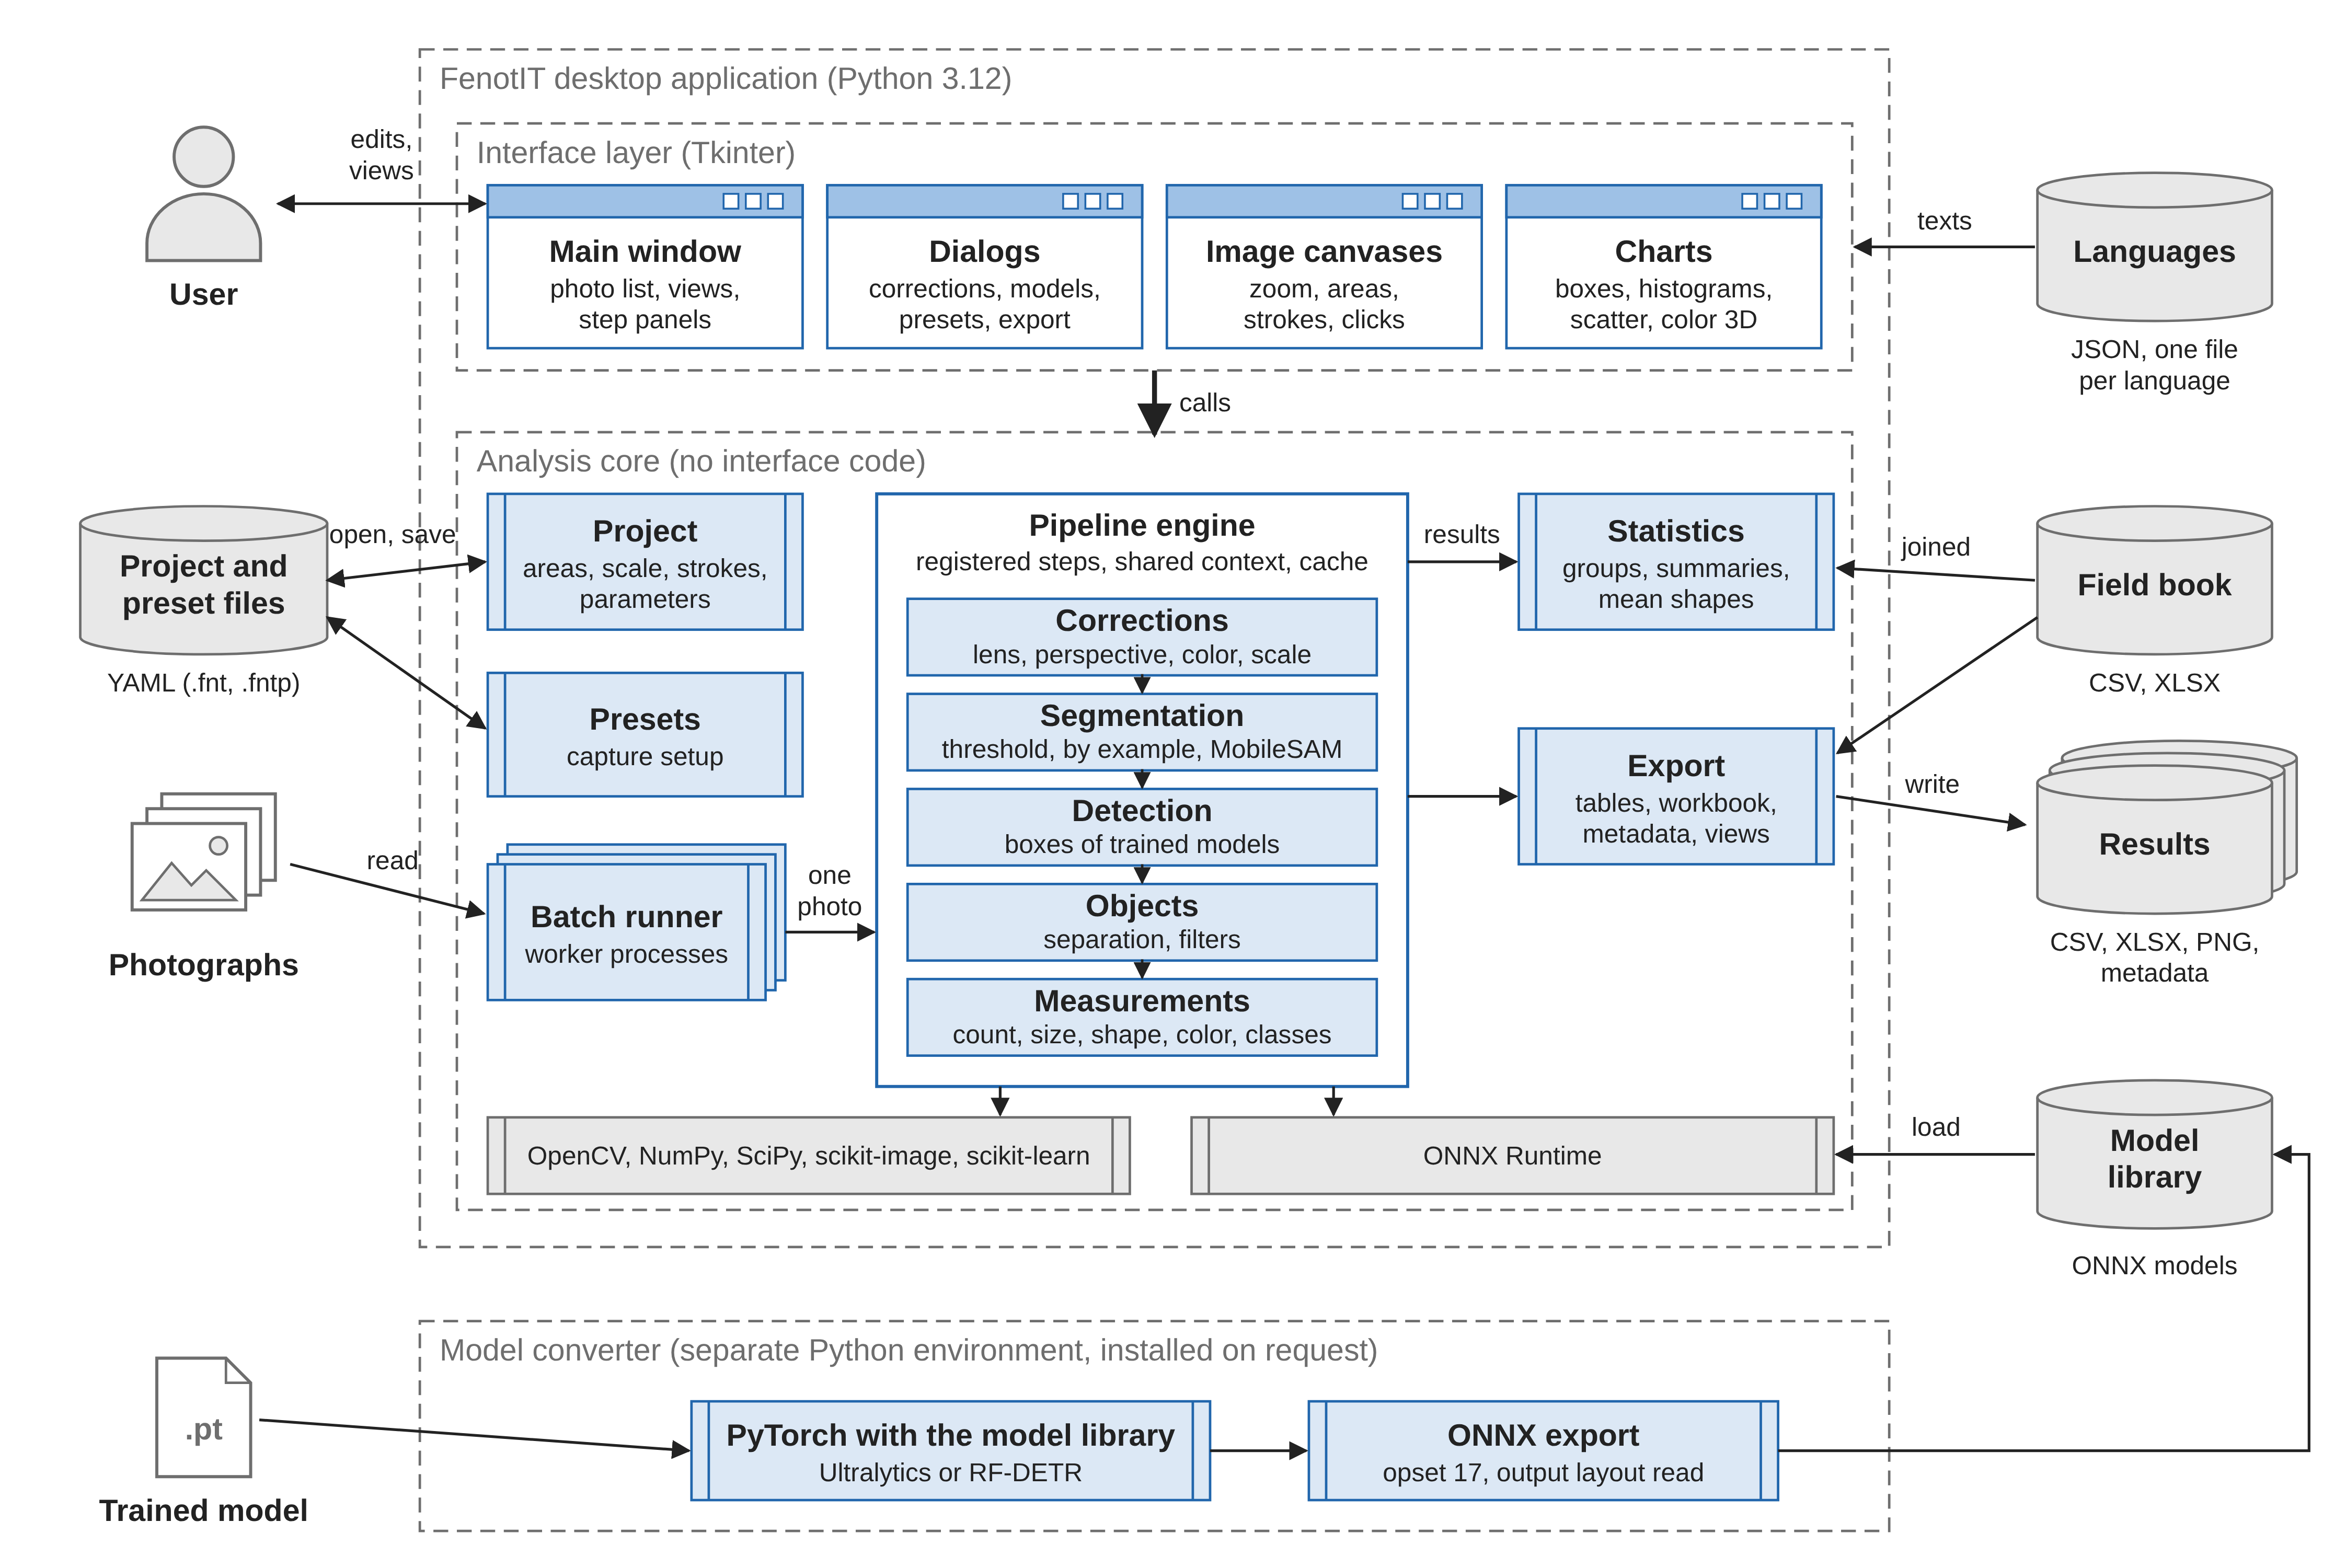 FenotIT desktop application (Python 3.12)
edits,
views
User
Interface layer (Tkinter)
Main window
photo list, views,
step panels
Dialogs
corrections, models,
presets, export
Image canvases
zoom, areas,
strokes, clicks
Charts
boxes, histograms,
scatter, color 3D
texts
Languages
JSON, one file
per language
calls
Analysis core (no interface code)
Project and
preset files
YAML (.fnt, .fntp)
open, save
Project
areas, scale, strokes,
parameters
Presets
capture setup
Photographs
read
Batch runner
worker processes
one
photo
Pipeline engine
registered steps, shared context, cache
Corrections
lens, perspective, color, scale
Segmentation
threshold, by example, MobileSAM
Detection
boxes of trained models
Objects
separation, filters
Measurements
count, size, shape, color, classes
results
Statistics
groups, summaries,
mean shapes
Export
tables, workbook,
metadata, views
joined
Field book
CSV, XLSX
write
Results
CSV, XLSX, PNG,
metadata
OpenCV, NumPy, SciPy, scikit-image, scikit-learn
ONNX Runtime
load
Model
library
ONNX models
Model converter (separate Python environment, installed on request)
.pt
Trained model
PyTorch with the model library
Ultralytics or RF-DETR
ONNX export
opset 17, output layout read